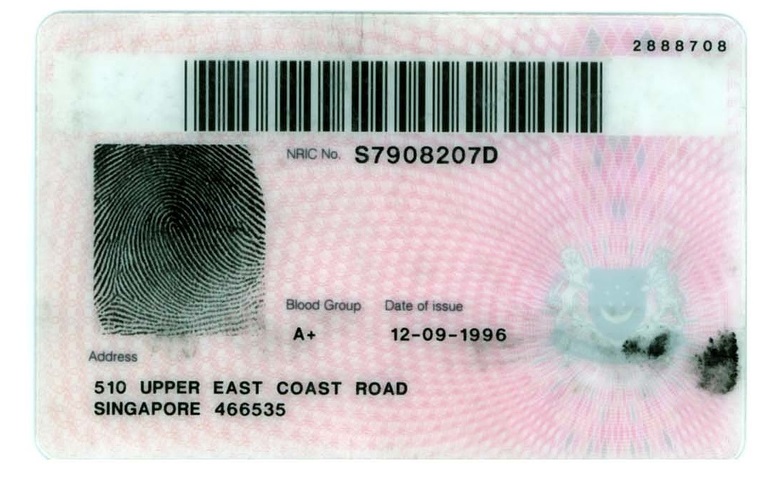 2888708
NRIC No. S7908207D
Blood Group Date of issue
A+ 12-09-1996
Address
510 UPPER EAST COAST ROAD
SINGAPORE 466535